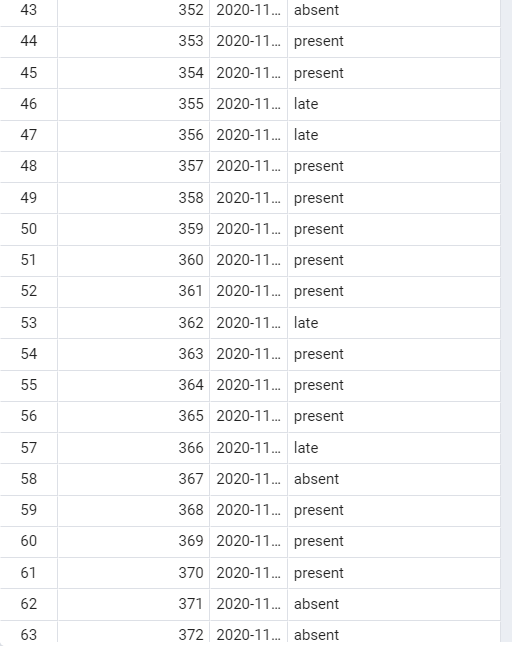 43 352 2020-11... absent
44 353 2020-11... present
45 354 2020-11... present
46 355 2020-11... late
47 356 2020-11... late
48 357 2020-11... present
49 358 2020-11... present
50 359 2020-11... present
51 360 2020-11... present
52 361 2020-11... present
53 362 2020-11... late
54 363 2020-11... present
55 364 2020-11... present
56 365 2020-11... present
57 366 2020-11... late
58 367 2020-11... absent
59 368 2020-11... present
60 369 2020-11... present
61 370 2020-11... present
62 371 2020-11... absent
63 372 2020-11... absent